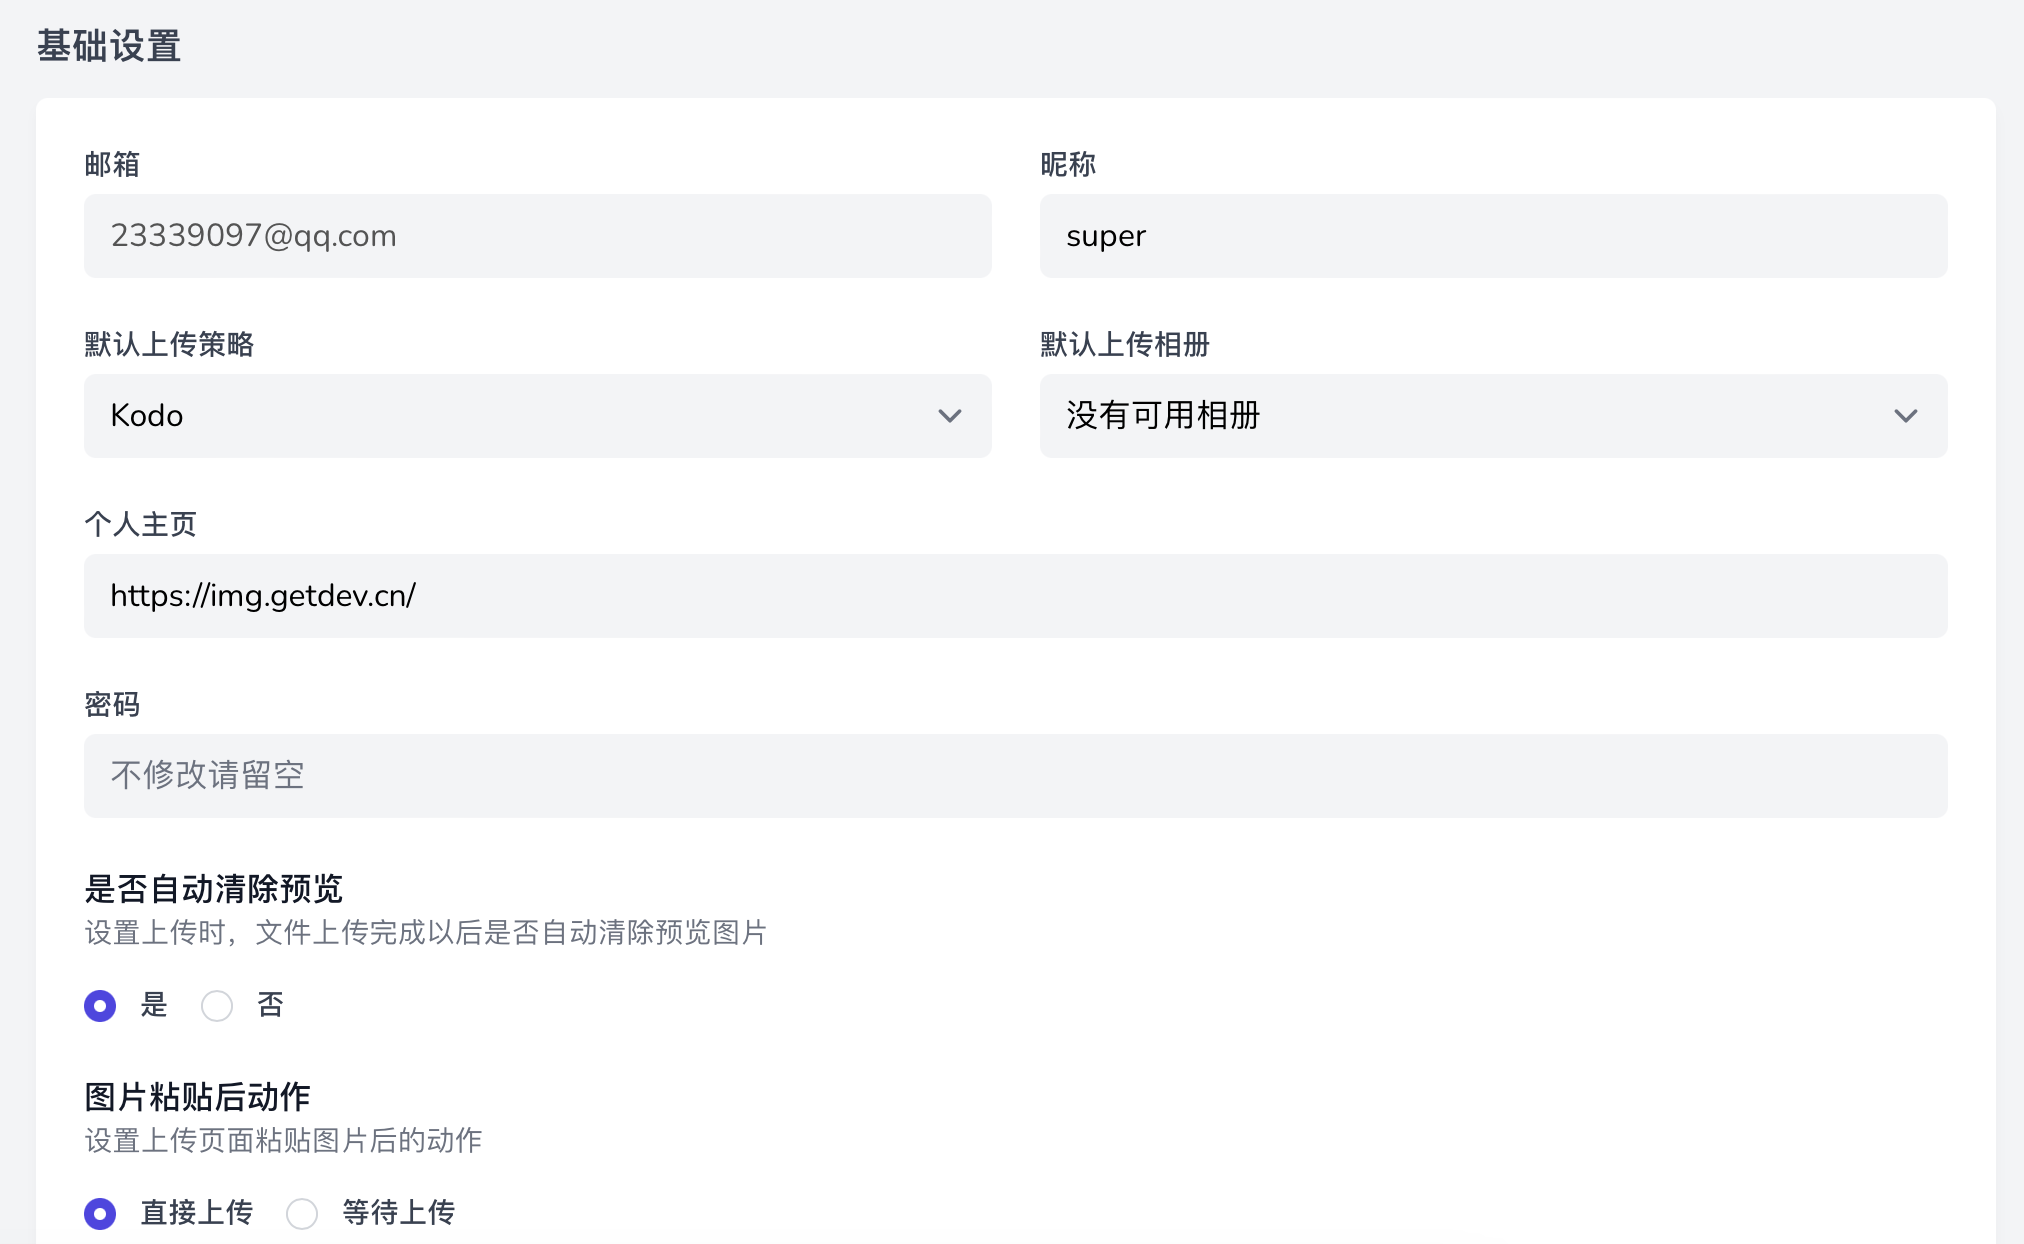 基础设置
邮箱
昵称
23339097@qq.com
super
默认上传策略
默认上传相册
Kodo
没有可用相册
个人主页
https://img.getdev.cn/
密码
不修改请留空
是否自动清除预览
设置上传时，文件上传完成以后是否自动清除预览图片
是 否
图片粘贴后动作
设置上传页面粘贴图片后的动作
直接上传 等待上传